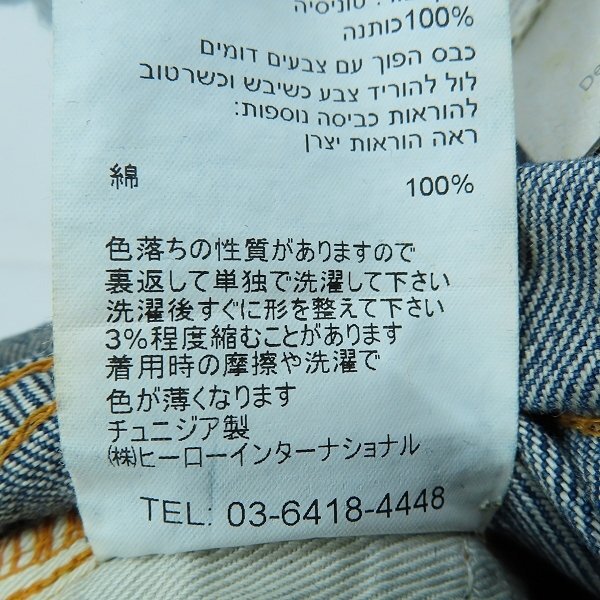 טוניסיה
100% כותנה
כבס הפוך עם צבעים דומים
לול להוריד צבע כשיבש וכשרטוב
להוראות כביסה נוספות:
ראה הוראות יצרן
綿 100%
色落ちの性質がありますので
裏返して単独で洗濯して下さい
洗濯後すぐに形を整えて下さい
3%程度縮むことがあります
着用時の摩擦や洗濯で
色が薄くなります
チュニジア製
㈱ヒーローインターナショナル
TEL: 03-6418-4448